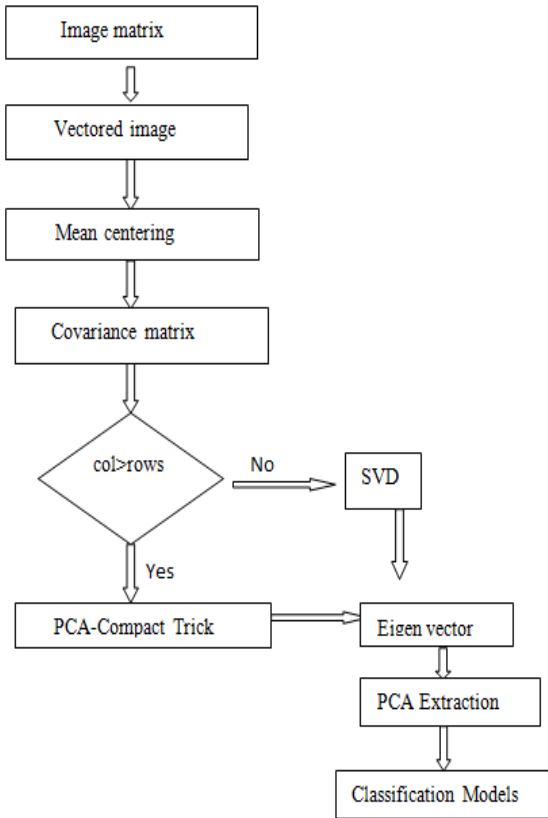 Image matrix
Vectored image
Mean centering
Covariance matrix
col>rows
No
SVD
Yes
PCA-Compact Trick
Eigen vector
PCA Extraction
Classification Models